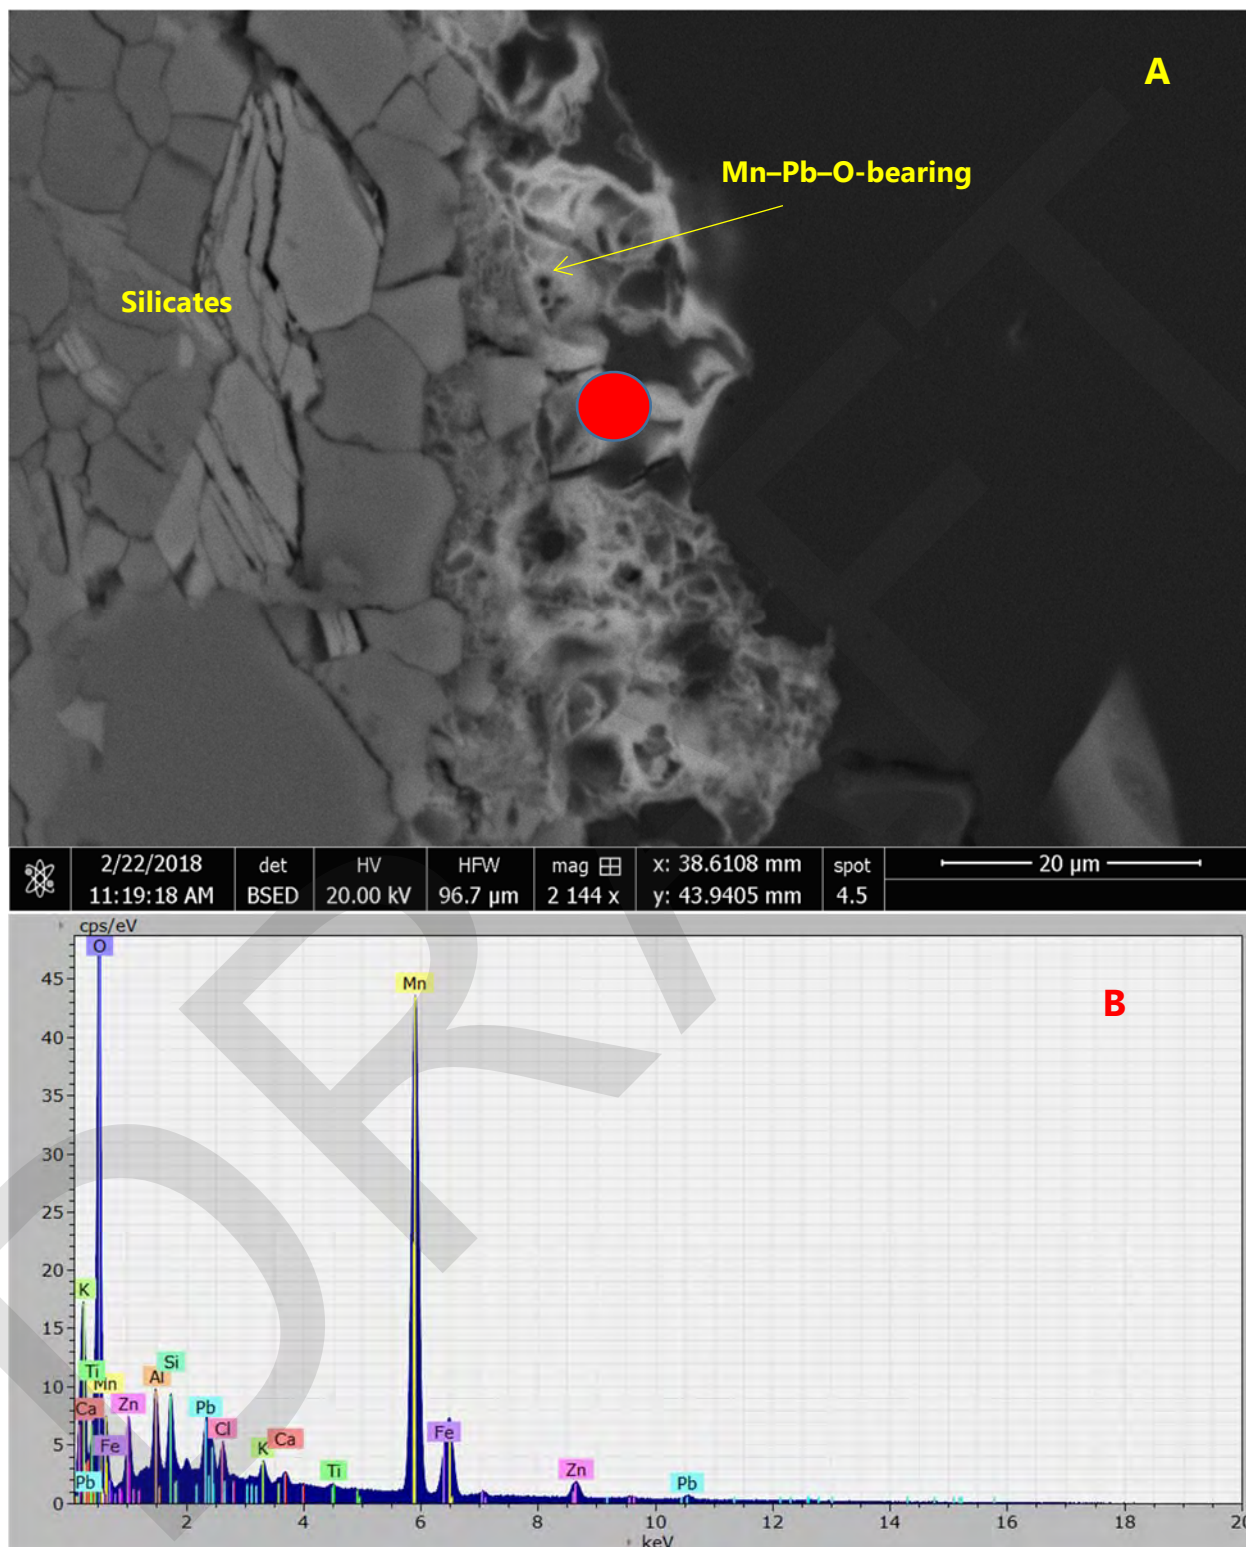 A
Mn–Pb–O-bearing
Silicates
2/22/2018 det HV HFW mag x: 38.6108 mm spot 20 µm
11:19:18 AM BSED 20.00 kV 96.7 µm 2 144 x y: 43.9405 mm 4.5
cps/eV
O
Mn
B
45
40
35
30
25
20
15
10
5
0
K
Ti
Mn
Ca
Zn
Fe
Pb
Al
Si
Pb
Cl
K
Ca
Ti
Fe
Zn
Pb
2 4 6 8 10 12 14 16 18 20
keV